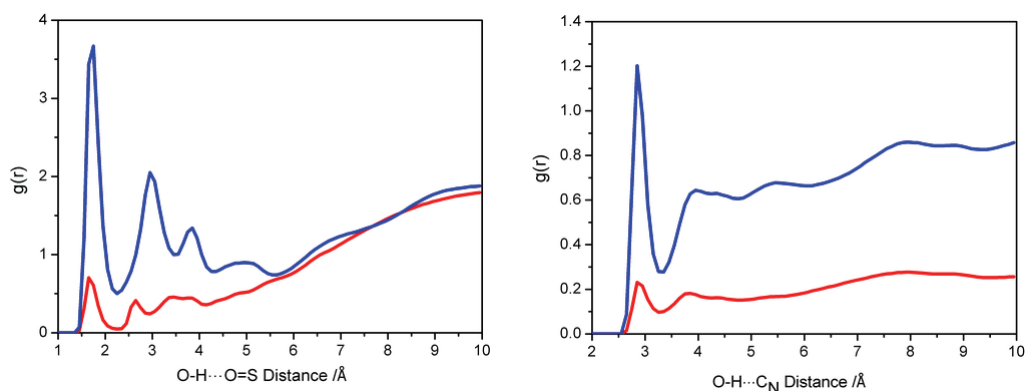 4
3
2
1
0
g(r)
1 2 3 4 5 6 7 8 9 10
O-H···O=S Distance /Å
1.4
1.2
1.0
0.8
0.6
0.4
0.2
0.0
g(r)
2 3 4 5 6 7 8 9 10
O-H···C_N Distance /Å